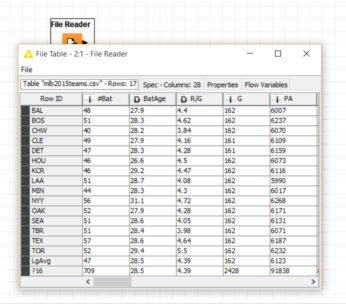 File Reader
File Table - 2:1 - File Reader
File
Table "mlb2015teams.csv" - Rows: 17 Spec - Columns: 28 Properties Flow Variables
Row ID I #Bat D BatAge D R/G I G I PA
BAL 48 27.9 4.4 162 6007
BOS 51 28.3 4.62 162 6237
CHW 40 28.2 3.84 162 6070
CLE 49 27.9 4.16 161 6109
DET 47 28.3 4.28 161 6159
HOU 46 26.6 4.5 162 6073
KCR 46 29.2 4.47 162 6116
LAA 51 28.7 4.08 162 5990
MIN 44 28.3 4.3 162 6017
NYY 56 31.1 4.72 162 6268
OAK 52 27.9 4.28 162 6171
SEA 51 28.6 4.05 162 6131
TBR 51 28.4 3.98 162 6071
TEX 57 28.6 4.64 162 6187
TOR 52 29.4 5.5 162 6232
LgAvg 47 28.5 4.39 162 6123
?16 709 28.5 4.39 2428 91838